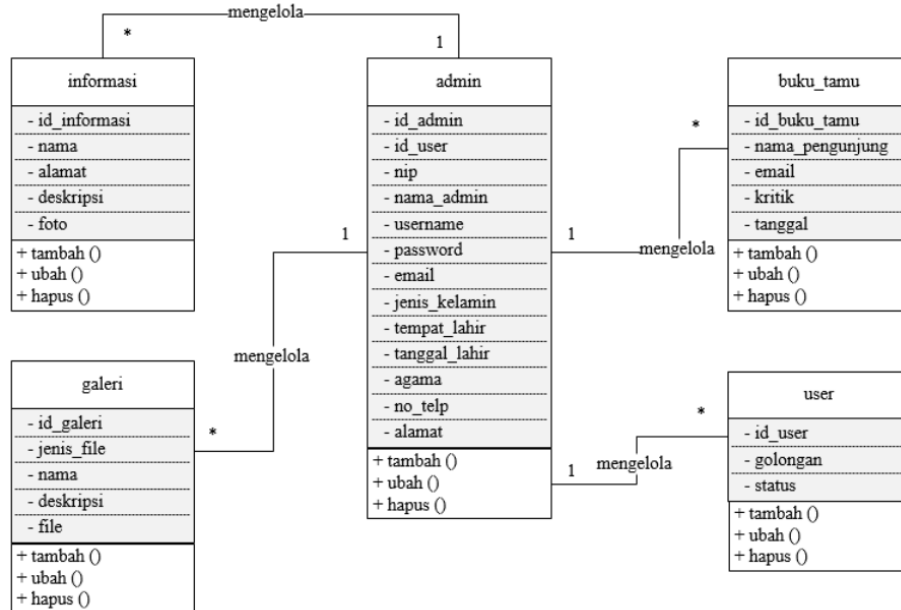 mengelola
*
1
informasi
- id_informasi
- nama
- alamat
- deskripsi
- foto
+ tambah ()
+ ubah ()
+ hapus ()
admin
- id_admin
- id_user
- nip
- nama_admin
- username
- password
- email
- jenis_kelamin
- tempat_lahir
- tanggal_lahir
- agama
- no_telp
- alamat
+ tambah ()
+ ubah ()
+ hapus ()
buku_tamu
- id_buku_tamu
- nama_pengunjung
- email
- kritik
- tanggal
+ tambah ()
+ ubah ()
+ hapus ()
*
1
mengelola
1
mengelola
*
galeri
- id_galeri
- jenis_file
- nama
- deskripsi
- file
+ tambah ()
+ ubah ()
+ hapus ()
*
1
mengelola
user
- id_user
- golongan
- status
+ tambah ()
+ ubah ()
+ hapus ()